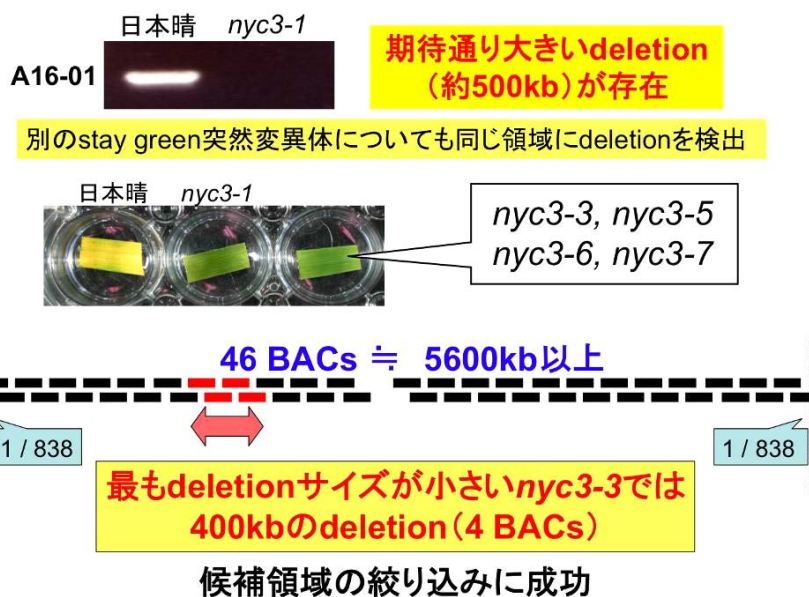 日本晴 nyc3-1
A16-01
期待通り大きいdeletion
（約500kb）が存在
別のstay green突然変異体についても同じ領域にdeletionを検出
日本晴 nyc3-1
nyc3-3, nyc3-5
nyc3-6, nyc3-7
46 BACs ≒ 5600kb以上
1 / 838
1 / 838
最もdeletionサイズが小さいnyc3-3では
400kbのdeletion（4 BACs）
候補領域の絞り込みに成功